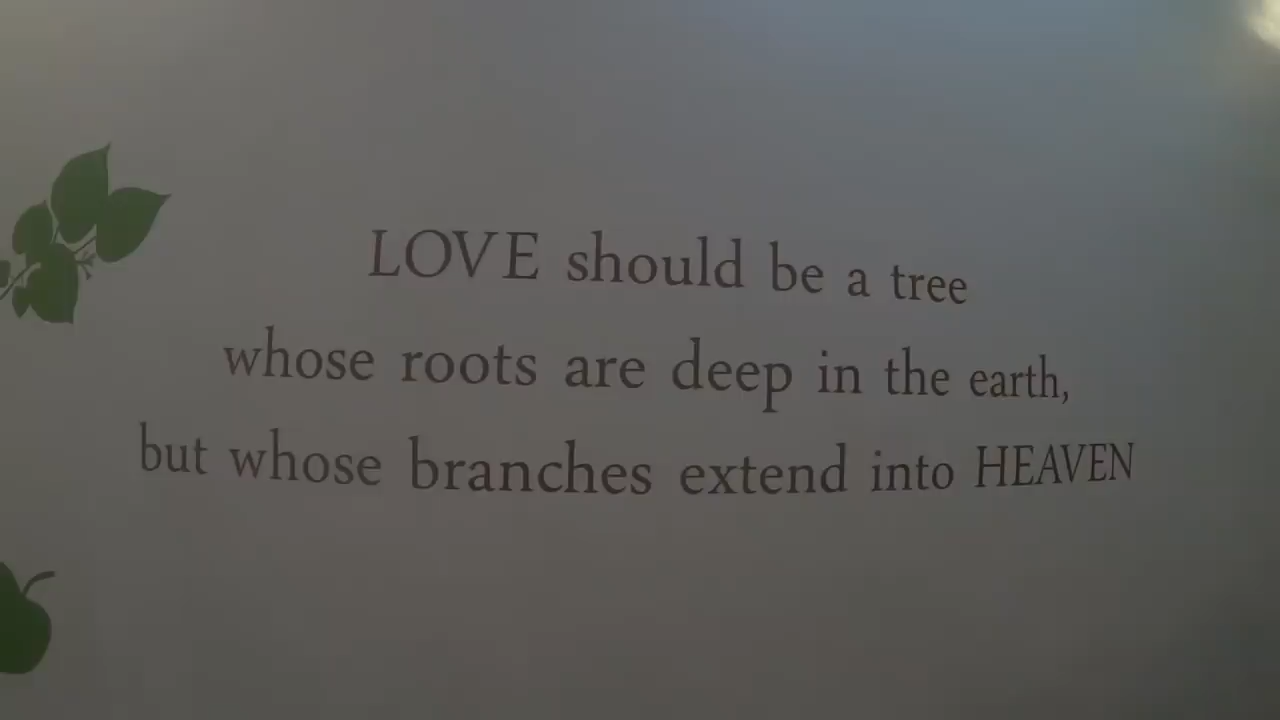 LOVE should be a tree
whose roots are deep in the earth,
but whose branches extend into HEAVEN